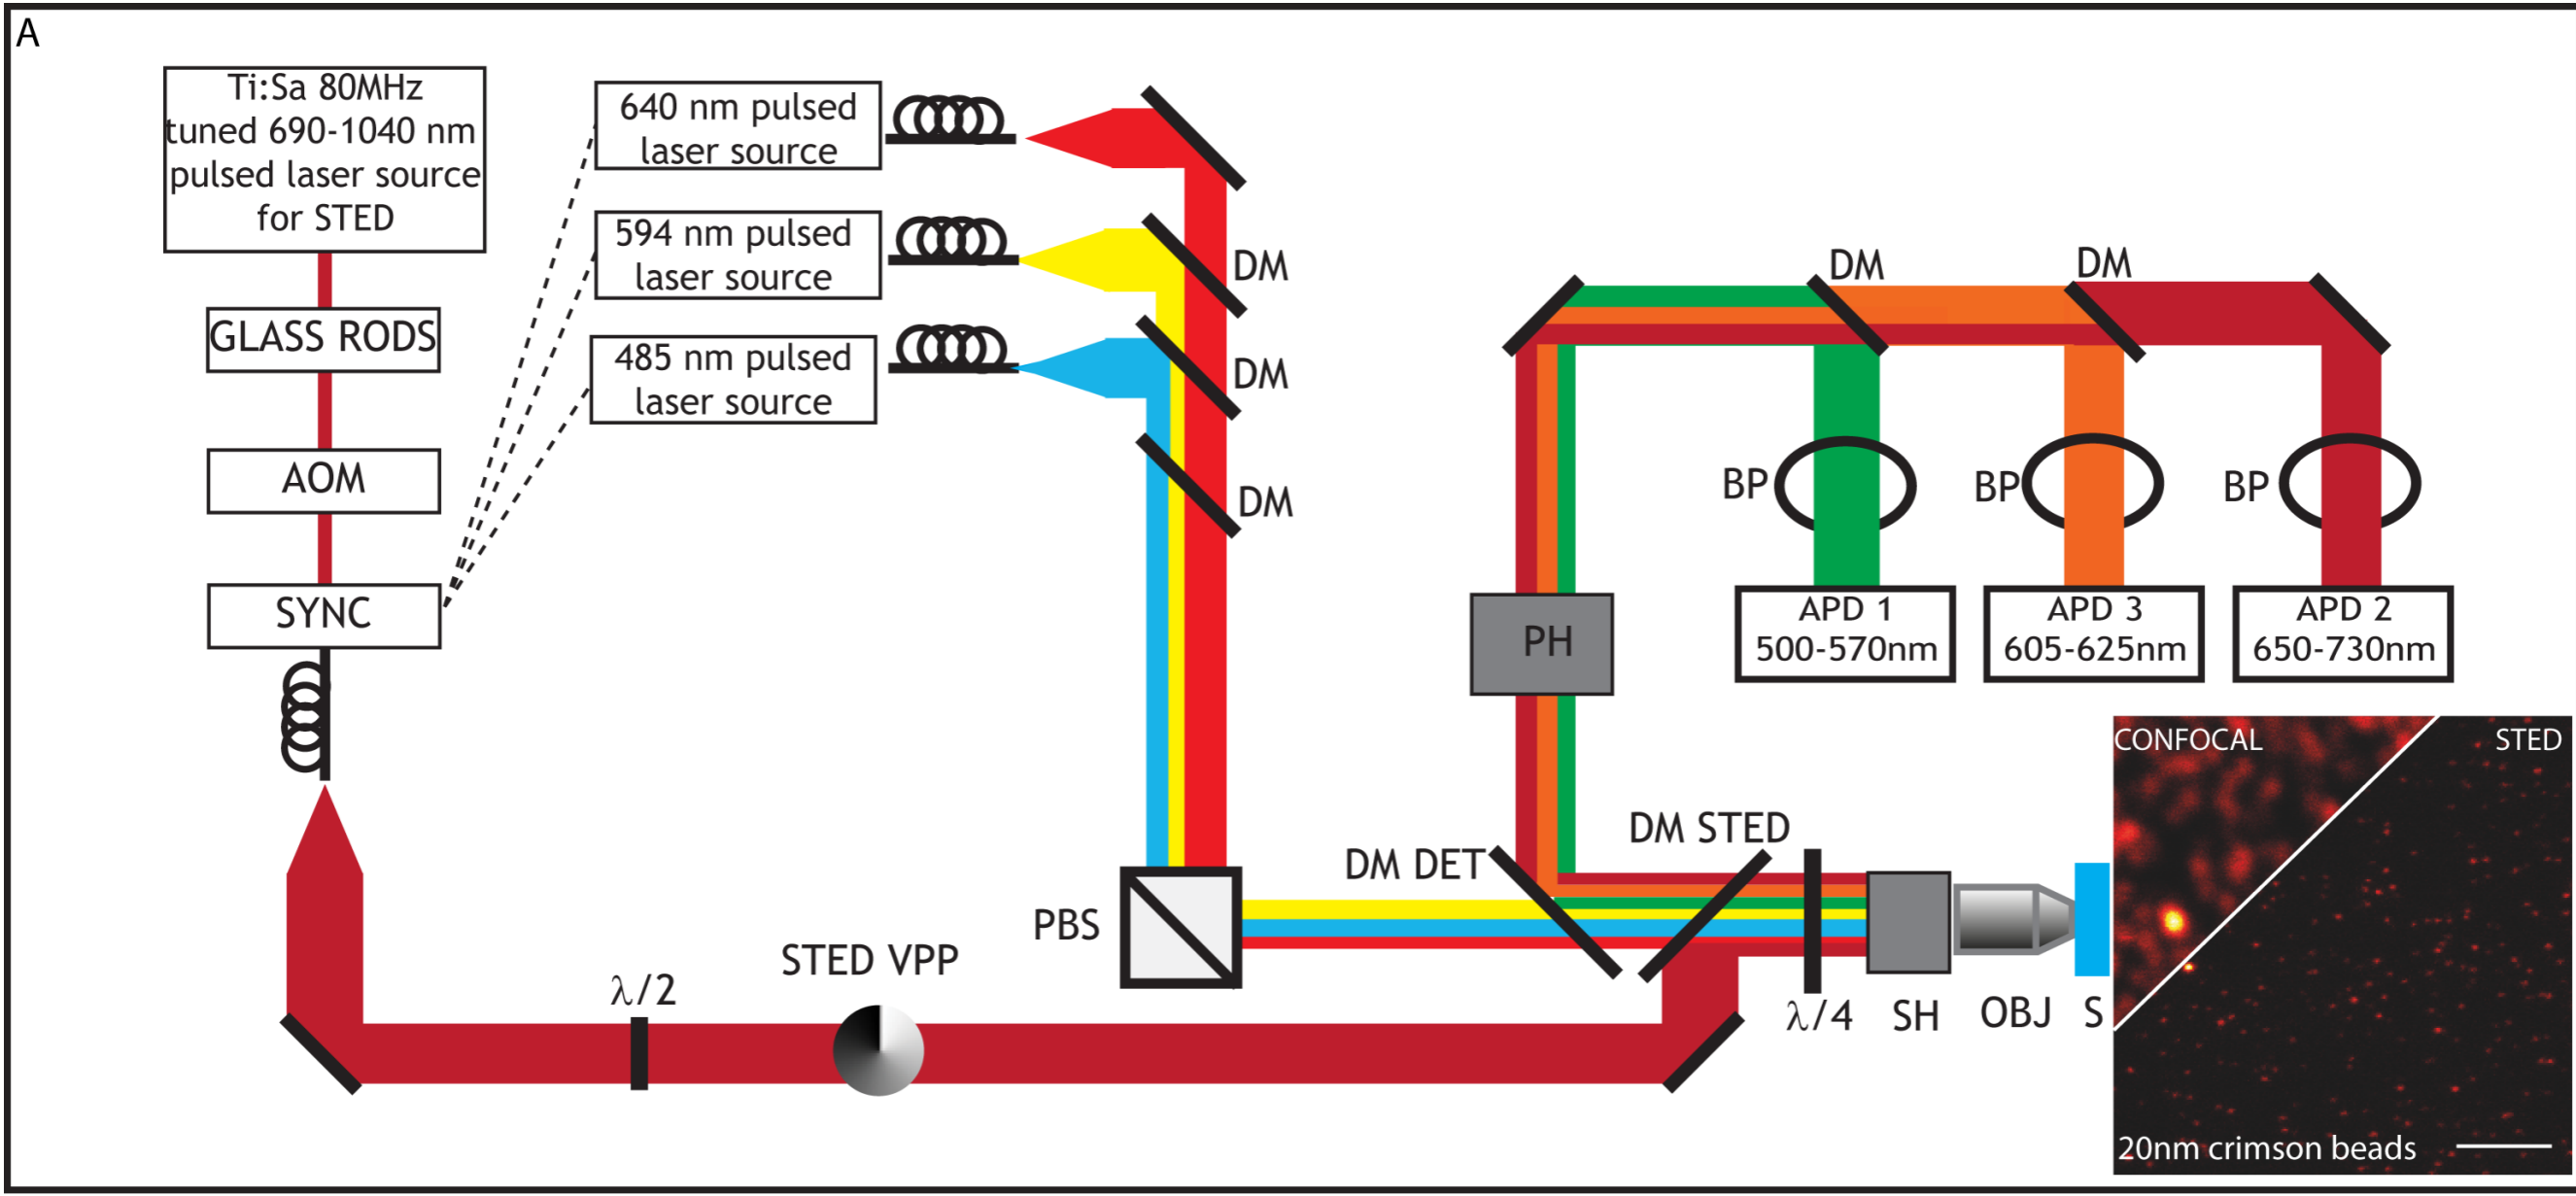 A
Ti:Sa 80MHz
tuned 690-1040 nm
pulsed laser source
for STED
GLASS RODS
AOM
SYNC
640 nm pulsed
laser source
594 nm pulsed
laser source
485 nm pulsed
laser source
DM
DM
DM
DM
DM
BP
BP
BP
PH
APD 1
500-570nm
APD 3
605-625nm
APD 2
650-730nm
DM DET
DM STED
PBS
STED VPP
λ/2
λ/4
SH
OBJ
S
CONFOCAL
STED
20nm crimson beads